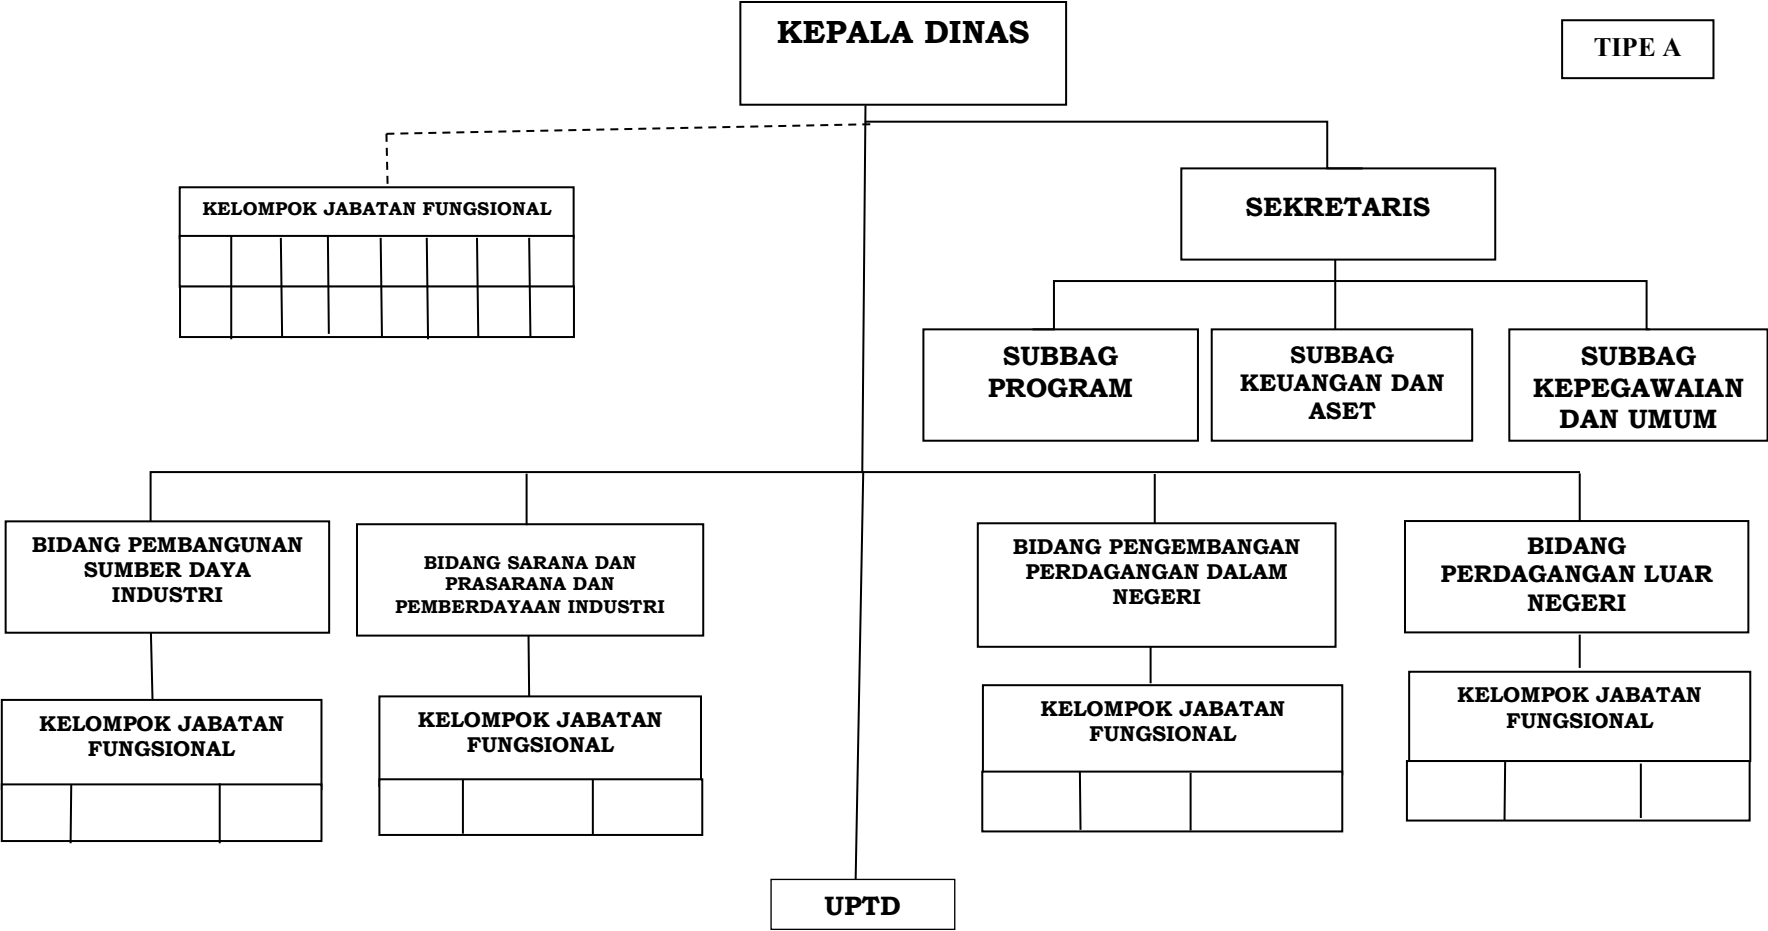 KEPALA DINAS
TIPE A
KELOMPOK JABATAN FUNGSIONAL
SEKRETARIS
SUBBAG
PROGRAM
SUBBAG
KEUANGAN DAN
ASET
SUBBAG
KEPEGAWAIAN
DAN UMUM
BIDANG PEMBANGUNAN
SUMBER DAYA
INDUSTRI
BIDANG SARANA DAN
PRASARANA DAN
PEMBERDAYAAN INDUSTRI
BIDANG PENGEMBANGAN
PERDAGANGAN DALAM
NEGERI
BIDANG
PERDAGANGAN LUAR
NEGERI
KELOMPOK JABATAN
FUNGSIONAL
KELOMPOK JABATAN
FUNGSIONAL
KELOMPOK JABATAN
FUNGSIONAL
KELOMPOK JABATAN
FUNGSIONAL
UPTD